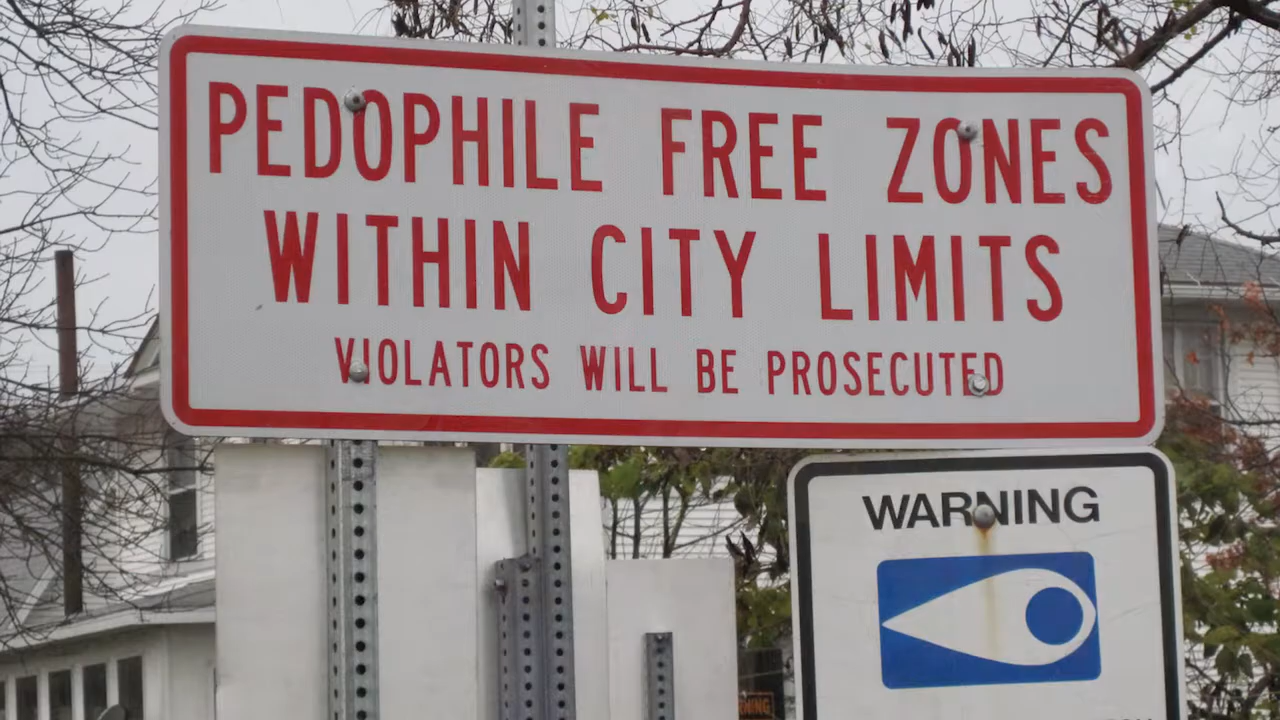 PEDOPHILE FREE ZONES
WITHIN CITY LIMITS
VIOLATORS WILL BE PROSECUTED
WARNING